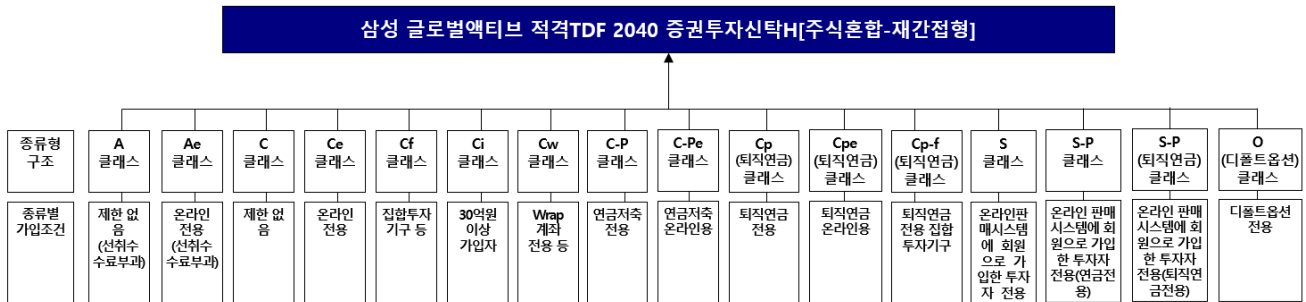 삼성 글로벌액티브 적격TDF 2040 증권투자신탁H[주식혼합-재간접형]
종류형
구조
A
클래스
Ae
클래스
C
클래스
Ce
클래스
Cf
클래스
Ci
클래스
Cw
클래스
C-P
클래스
C-Pe
클래스
Cp
(퇴직연금)
클래스
Cpe
(퇴직연금)
클래스
Cp-f
(퇴직연금)
클래스
S
클래스
S-P
클래스
S-P
(퇴직연금)
클래스
O
(디폴트옵션)
클래스
종류별
가입조건
제한 없
음
(선취수
수료부과)
온라인
전용
(선취수
수료부과)
제한 없
음
온라인
전용
집합투자
기구 등
30억원
이상
가입자
Wrap
계좌
전용 등
연금저축
전용
연금저축
온라인용
퇴직연금
전용
퇴직연금
온라인용
퇴직연금
전용 집합
투자기구
온라인판
매시스템
에 회원
으로 가
입한 투자
자 전용
온라인 판매
시스템에 회
원으로 가입
한 투자자
전용(연금전
용)
온라인 판매
시스템에 회
원으로 가입
한 투자자
전용(퇴직연
금전용)
디폴트옵션
전용